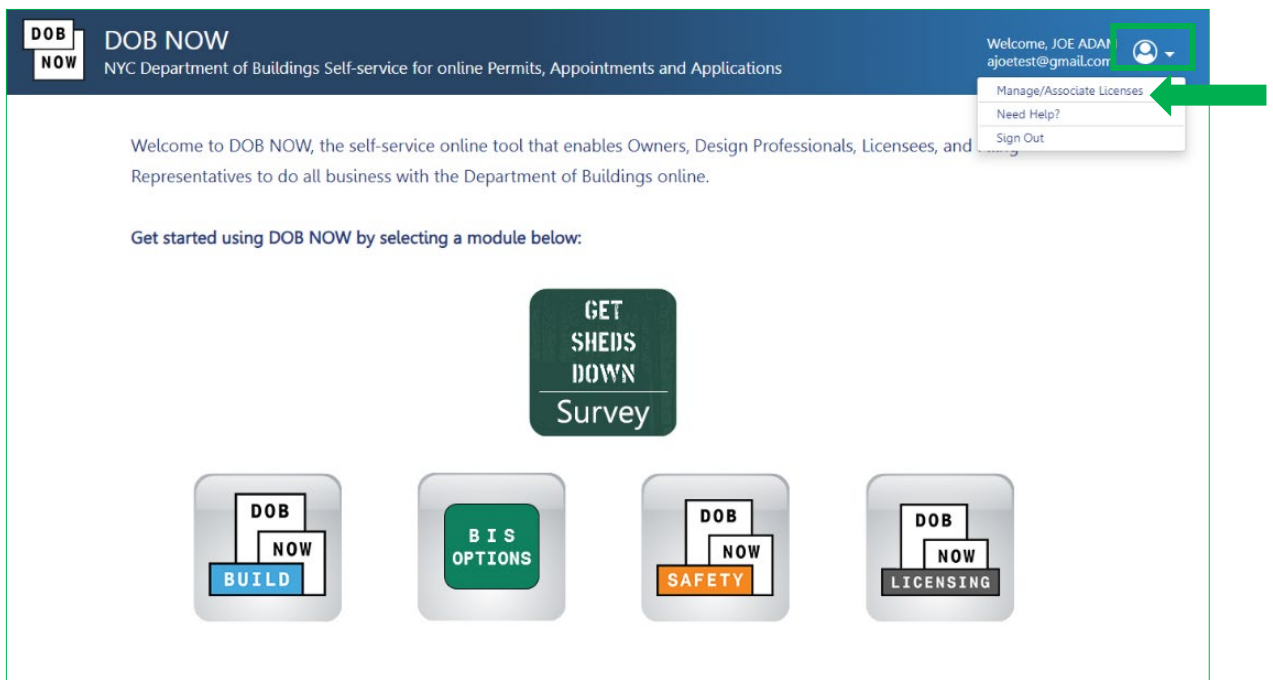 DOB
NOW
DOB NOW
NYC Department of Buildings Self-service for online Permits, Appointments and Applications
Welcome, JOE ADAM
ajoetest@gmail.com
Manage/Associate Licenses
Need Help?
Sign Out
Welcome to DOB NOW, the self-service online tool that enables Owners, Design Professionals, Licensees, and
Representatives to do all business with the Department of Buildings online.
Get started using DOB NOW by selecting a module below:
GET
SHEDS
DOWN
Survey
DOB
NOW
BUILD
BIS
OPTIONS
DOB
NOW
SAFETY
DOB
NOW
LICENSING